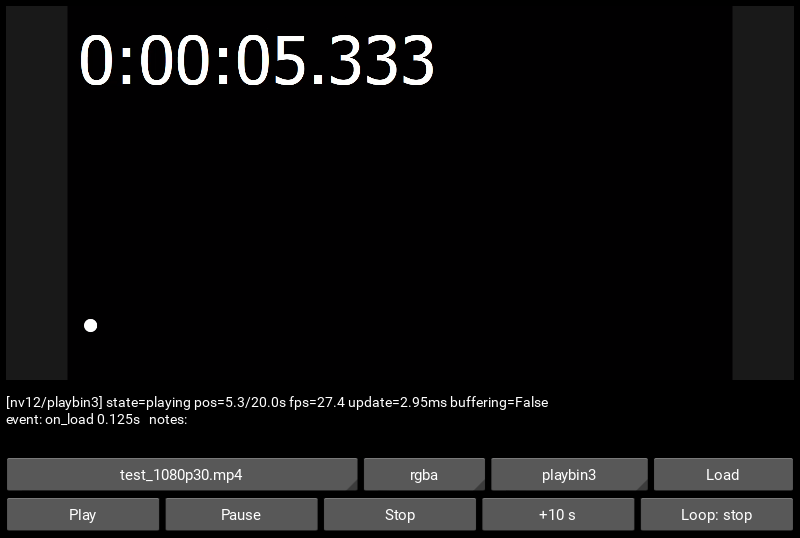 0:00:05.333
[nv12/playbin3] state=playing pos=5.3/20.0s fps=27.4 update=2.95ms buffering=False
event: on_load 0.125s   notes:
test_1080p30.mp4 rgba playbin3 Load
Play Pause Stop +10 s Loop: stop